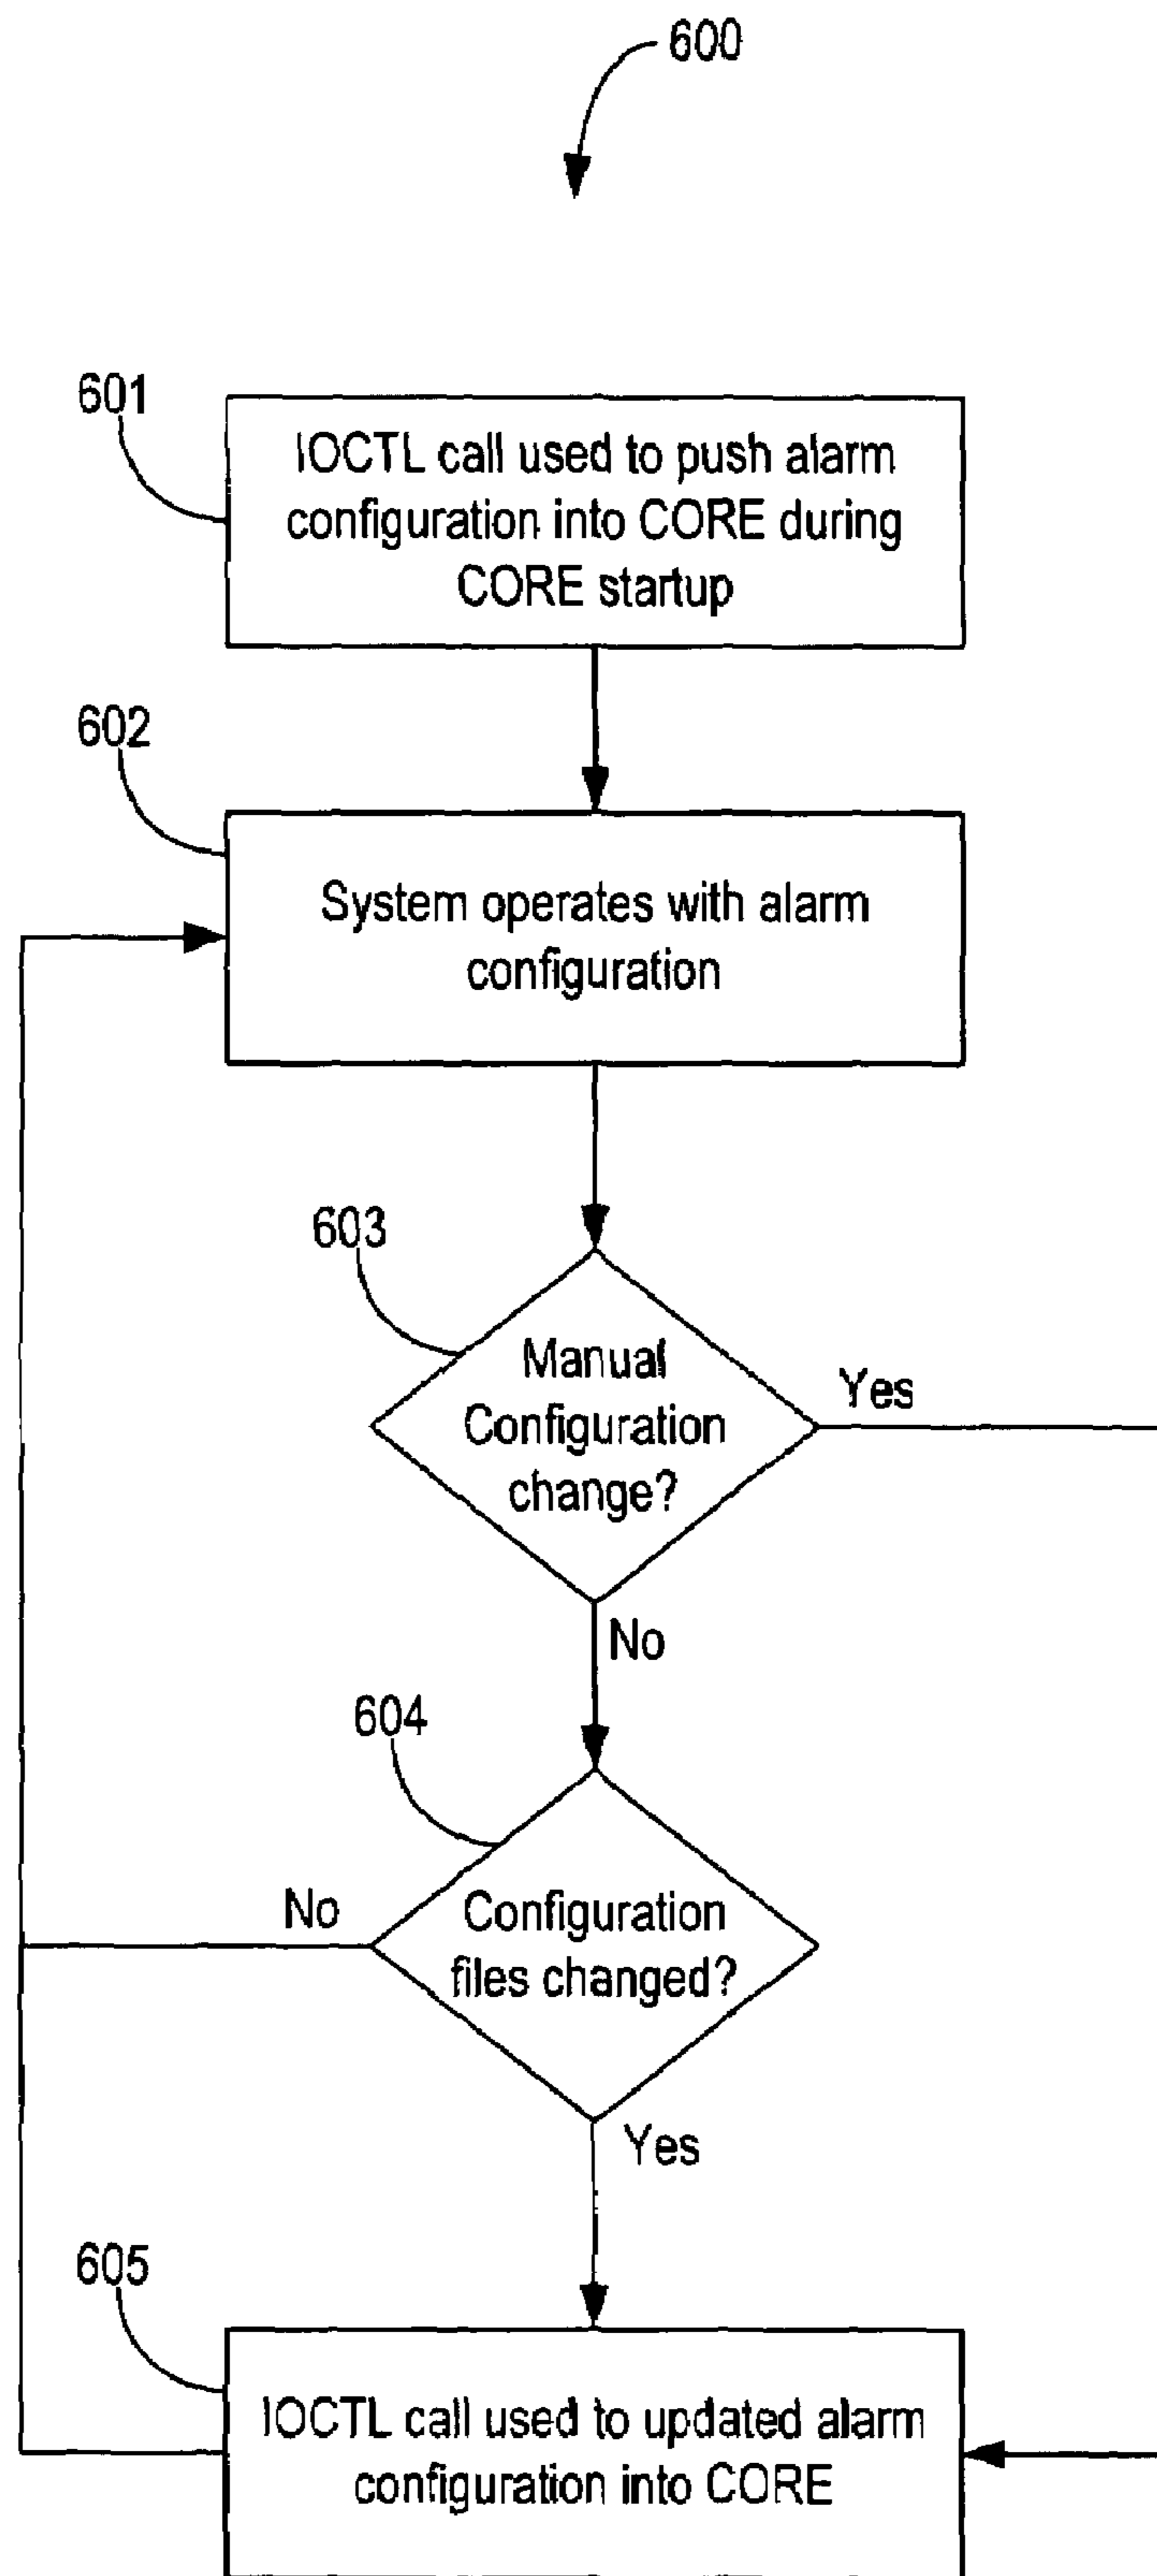 600
601
IOCTL call used to push alarm
configuration into CORE during
CORE startup
602
System operates with alarm
configuration
603
Manual
Configuration
change?
Yes
No
604
No
Configuration
files changed?
Yes
605
IOCTL call used to updated alarm
configuration into CORE